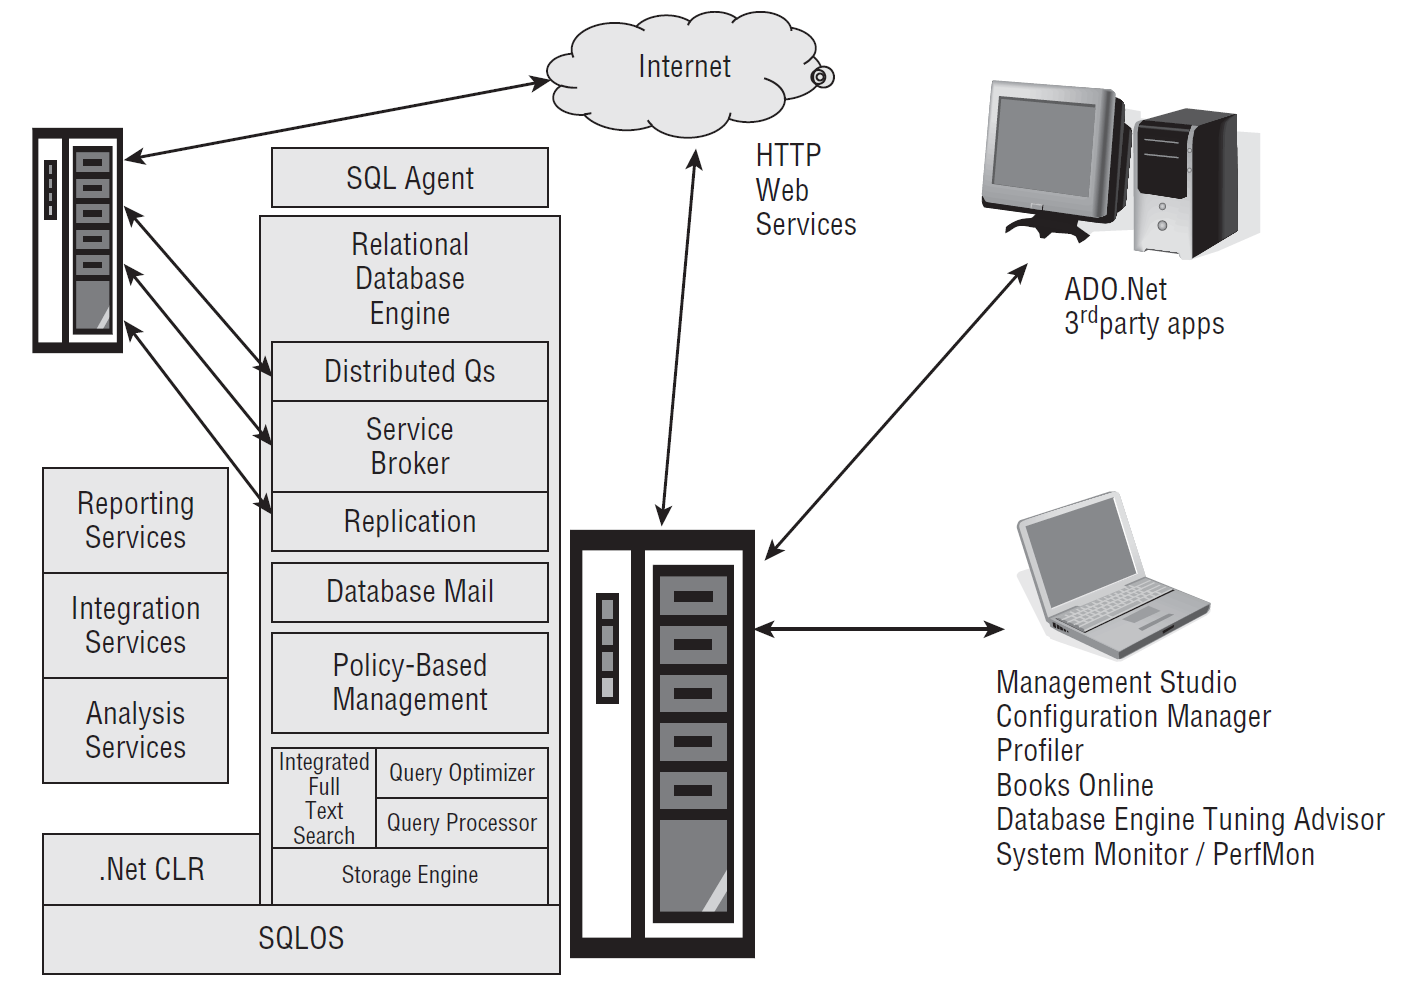 Internet
HTTP
Web
Services
SQL Agent
Relational
Database
Engine
Distributed Qs
Service
Broker
Replication
Database Mail
Policy-Based
Management
Integrated
Full
Text
Search
Query Optimizer
Query Processor
Storage Engine
Reporting
Services
Integration
Services
Analysis
Services
.Net CLR
SQLOS
ADO.Net
3rdparty apps
Management Studio
Configuration Manager
Profiler
Books Online
Database Engine Tuning Advisor
System Monitor / PerfMon